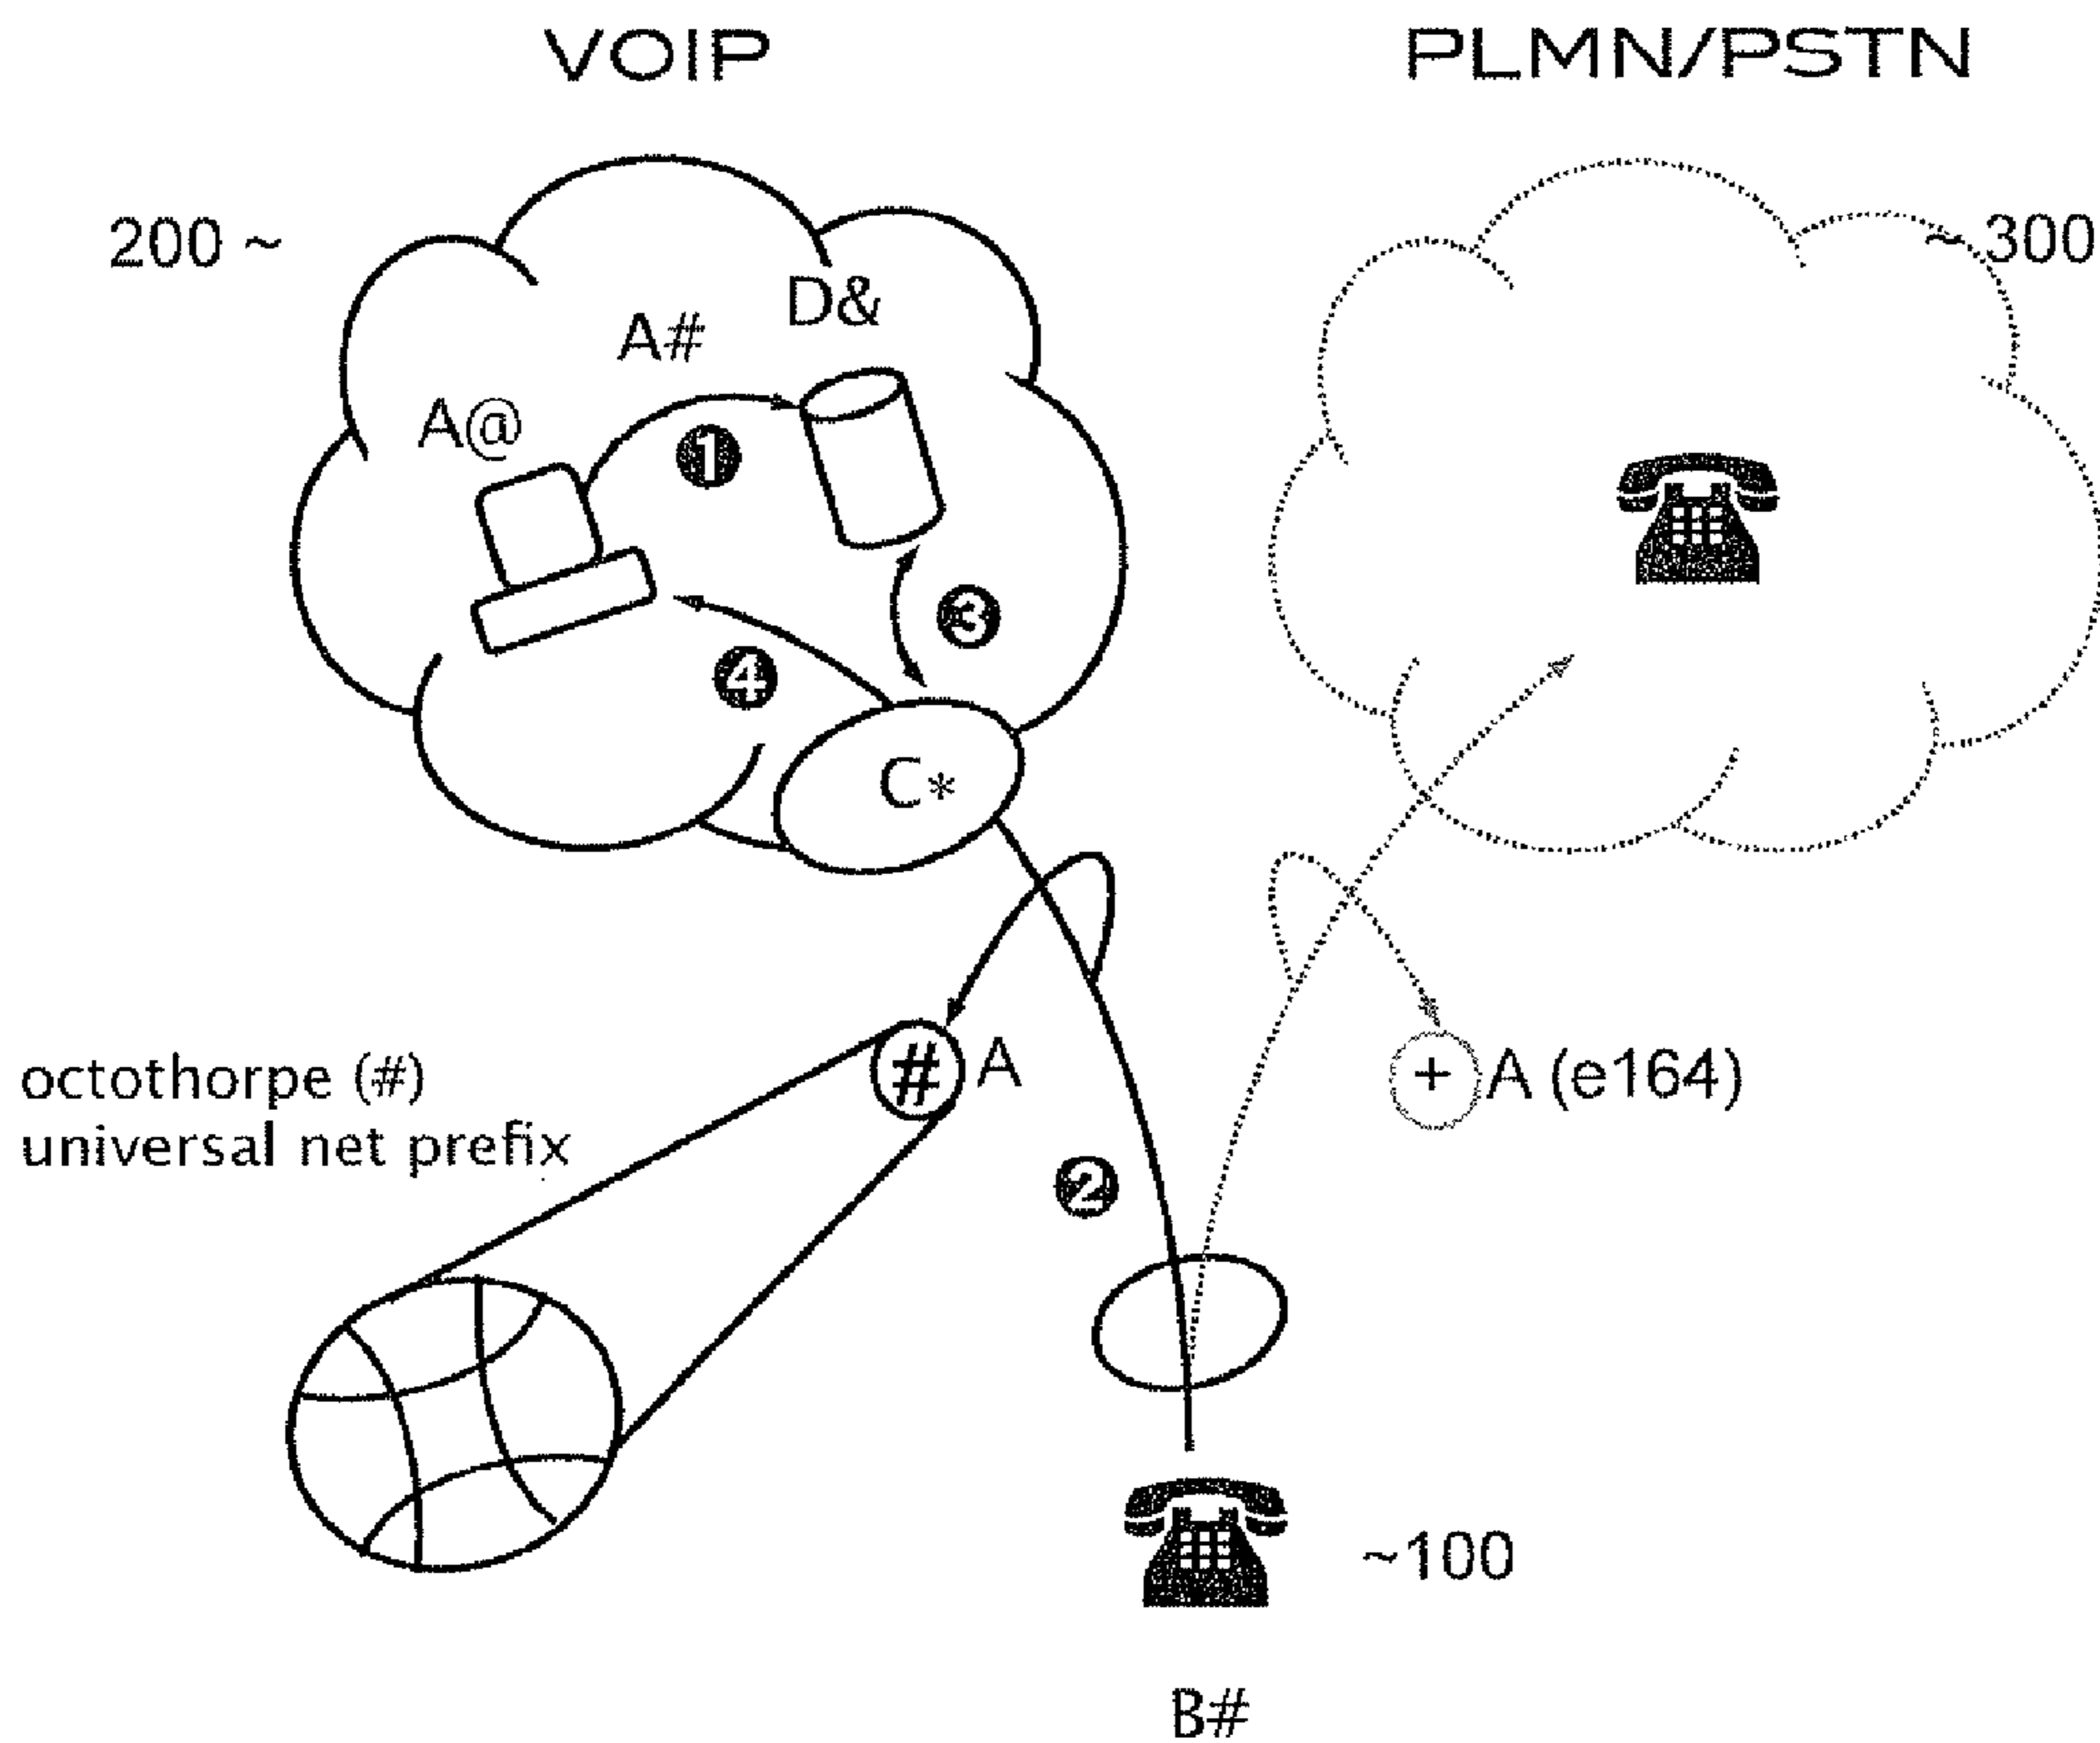 VOIP
PLMN/PSTN
200 ~
~ 300
D&
A#
A@
1
3
4
C*
octothorpe (#)
universal net prefix
# A
+ A (e164)
2
~100
B#